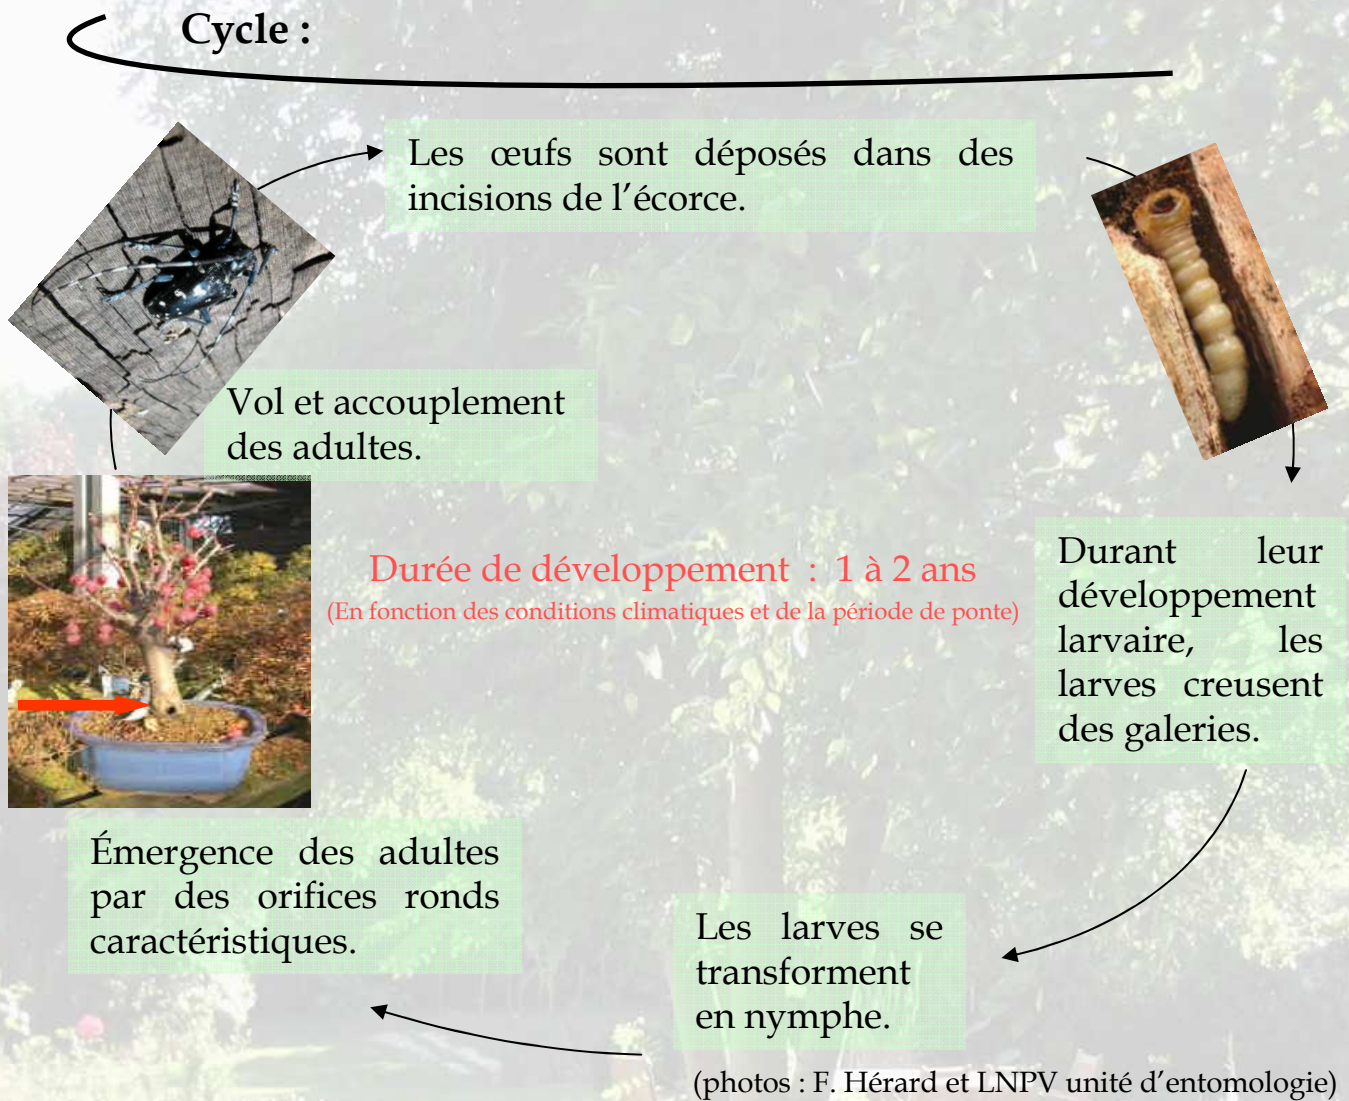 Cycle :
Les œufs sont déposés dans des
incisions de l’écorce.
Vol et accouplement
des adultes.
Durée de développement : 1 à 2 ans
(En fonction des conditions climatiques et de la période de ponte)
Durant leur
développement
larvaire, les
larves creusent
des galeries.
Les larves se
transforment
en nymphe.
Émergence des adultes
par des orifices ronds
caractéristiques.
(photos : F. Hérard et LNPV unité d’entomologie)